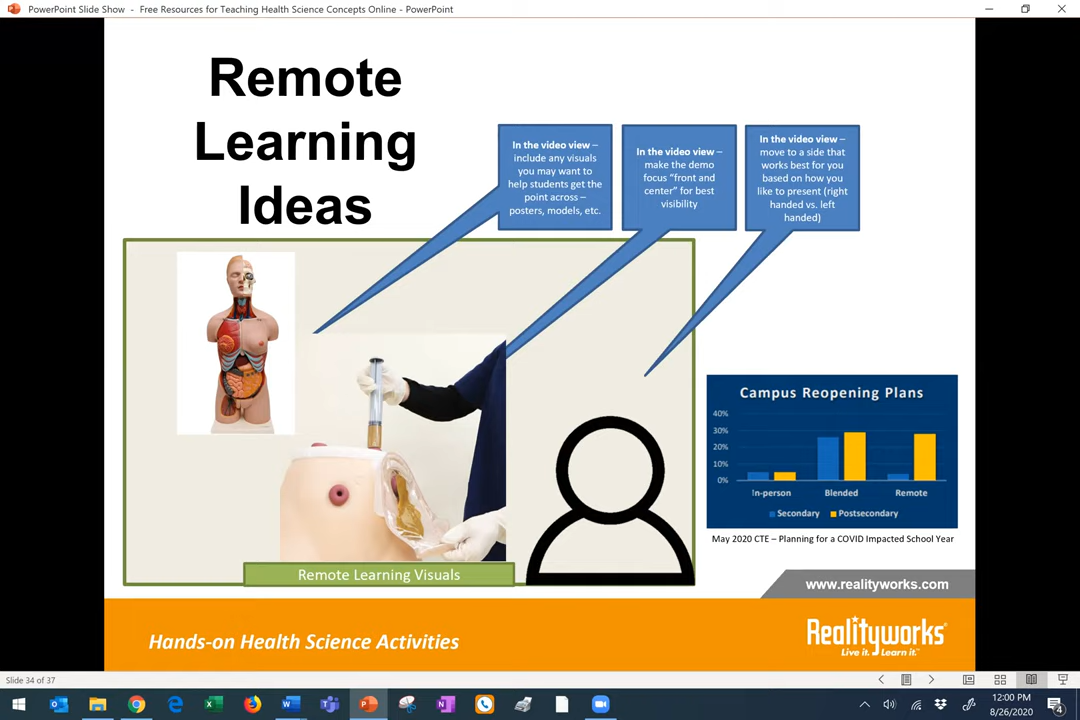 PowerPoint Slide Show - Free Resources for Teaching Health Science Concepts Online - PowerPoint
Remote
Learning
Ideas
In the video view –
include any visuals
you may want to
help students get the
point across –
posters, models, etc.
In the video view –
make the demo
focus “front and
center” for best
visibility
In the video view –
move to a side that
works best for you
based on how you
like to present (right
handed vs. left
handed)
Remote Learning Visuals
Campus Reopening Plans
40%
30%
20%
10%
0%
In-person
Blended
Remote
Secondary
Postsecondary
May 2020 CTE – Planning for a COVID Impacted School Year
www.realityworks.com
Hands-on Health Science Activities
Realityworks
Live it. Learn it.™
Slide 34 of 37
12:00 PM
8/26/2020
4